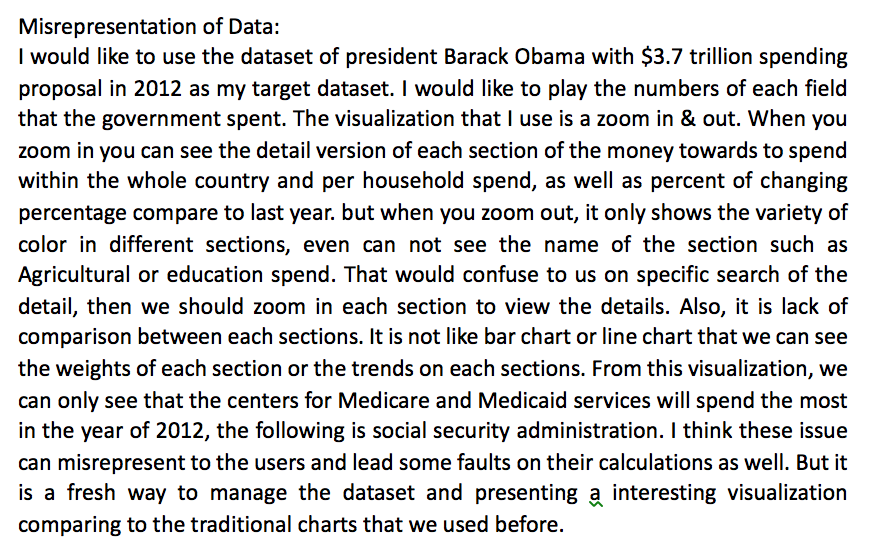 Misrepresentation of Data:
I would like to use the dataset of president Barack Obama with $3.7 trillion spending
proposal in 2012 as my target dataset. I would like to play the numbers of each field
that the government spent. The visualization that I use is a zoom in & out. When you
zoom in you can see the detail version of each section of the money towards to spend
within the whole country and per household spend, as well as percent of changing
percentage compare to last year. but when you zoom out, it only shows the variety of
color in different sections, even can not see the name of the section such as
Agricultural or education spend. That would confuse to us on specific search of the
detail, then we should zoom in each section to view the details. Also, it is lack of
comparison between each sections. It is not like bar chart or line chart that we can see
the weights of each section or the trends on each sections. From this visualization, we
can only see that the centers for Medicare and Medicaid services will spend the most
in the year of 2012, the following is social security administration. I think these issue
can misrepresent to the users and lead some faults on their calculations as well. But it
is a fresh way to manage the dataset and presenting a interesting visualization
comparing to the traditional charts that we used before.